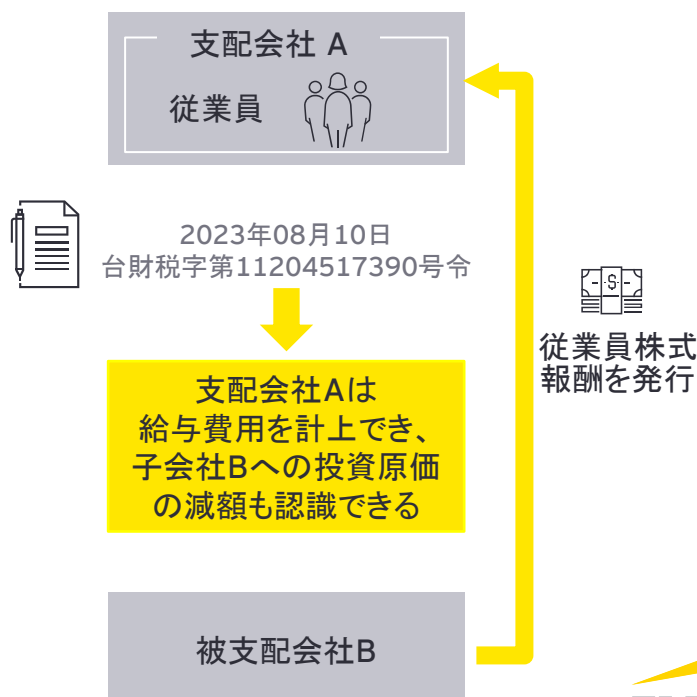 支配会社 A
従業員
2023年08月10日
台財税字第11204517390号令
従業員株式
報酬を発行
支配会社Aは
給与費用を計上でき、
子会社Bへの投資原価
の減額も認識できる
被支配会社B